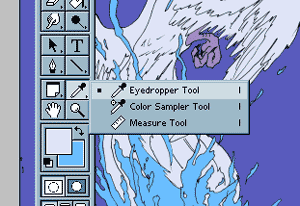 T
Eyedropper Tool I
Color Sampler Tool I
Measure Tool I